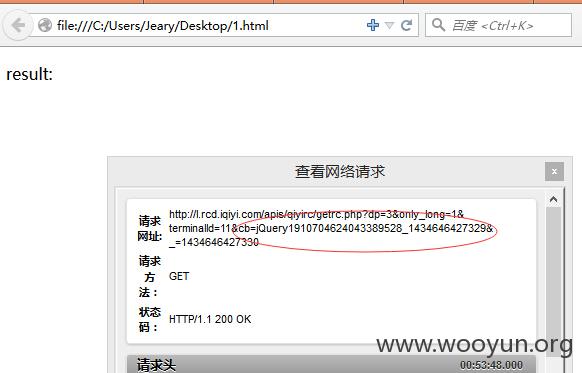 file:///C:/Users/Jeary/Desktop/1.html
百度 <Ctrl+K>
result:
查看网络请求
x
请求网址:
http://l.rcd.iqiyi.com/apis/qiyirc/getrc.php?dp=3&only_long=1&
terminalId=11&cb=jQuery1910704624043389528_1434646427329&
_=1434646427330
请求方法:
GET
状态码:
HTTP/1.1 200 OK
www.wooyun.org
请求头
00:53:48.000